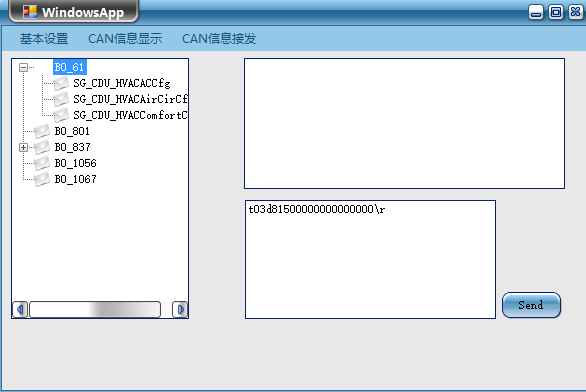 WindowsApp
基本设置 CAN信息显示 CAN信息接发
BO_61
SG_CDU_HVACACCfg
SG_CDU_HVACAirCirCf
SG_CDU_HVACComfortC
BO_801
BO_837
BO_1056
BO_1067
t03d81500000000000000\r
Send